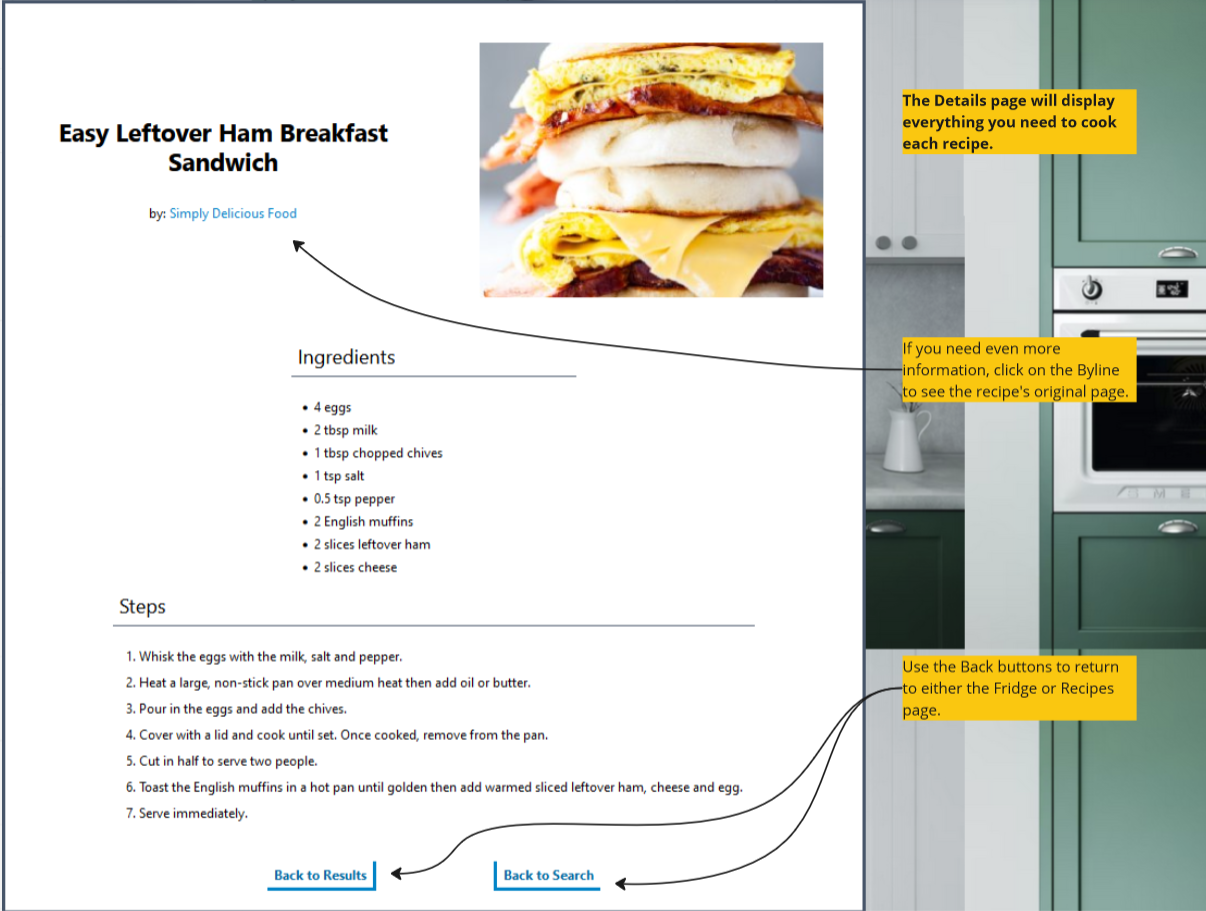 Easy Leftover Ham Breakfast
Sandwich
by: Simply Delicious Food
The Details page will display
everything you need to cook
each recipe.
If you need even more
information, click on the Byline
to see the recipe's original page.
Ingredients
• 4 eggs
• 2 tbsp milk
• 1 tbsp chopped chives
• 1 tsp salt
• 0.5 tsp pepper
• 2 English muffins
• 2 slices leftover ham
• 2 slices cheese
Steps
1. Whisk the eggs with the milk, salt and pepper.
2. Heat a large, non-stick pan over medium heat then add oil or butter.
3. Pour in the eggs and add the chives.
4. Cover with a lid and cook until set. Once cooked, remove from the pan.
5. Cut in half to serve two people.
6. Toast the English muffins in a hot pan until golden then add warmed sliced leftover ham, cheese and egg.
7. Serve immediately.
Use the Back buttons to return
to either the Fridge or Recipes
page.
Back to Results
Back to Search